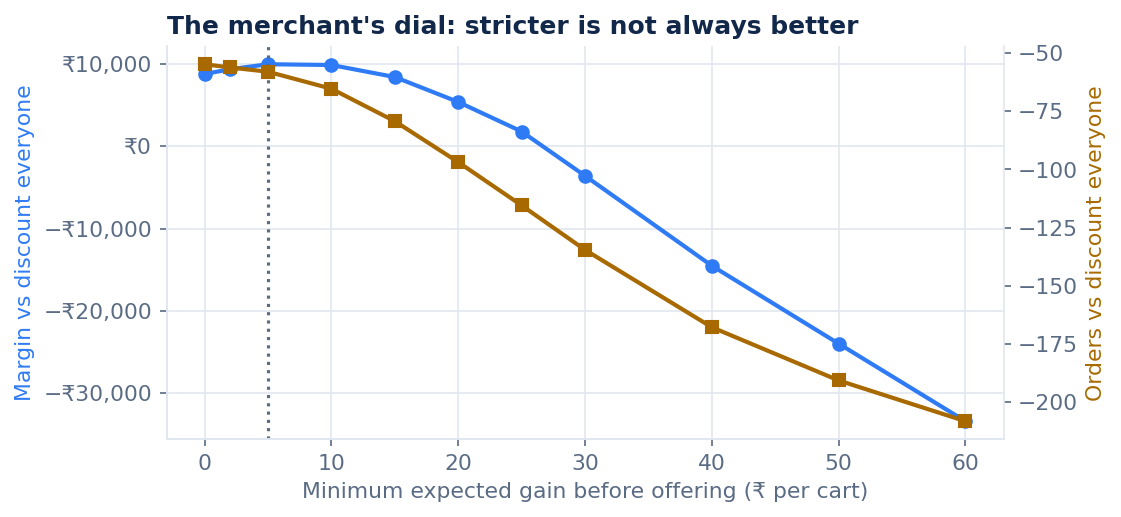 The merchant's dial: stricter is not always better
Margin vs discount everyone
₹10,000
₹0
−₹10,000
−₹20,000
−₹30,000
−50
−75
−100
−125
−150
−175
−200
Orders vs discount everyone
0 10 20 30 40 50 60
Minimum expected gain before offering (₹ per cart)